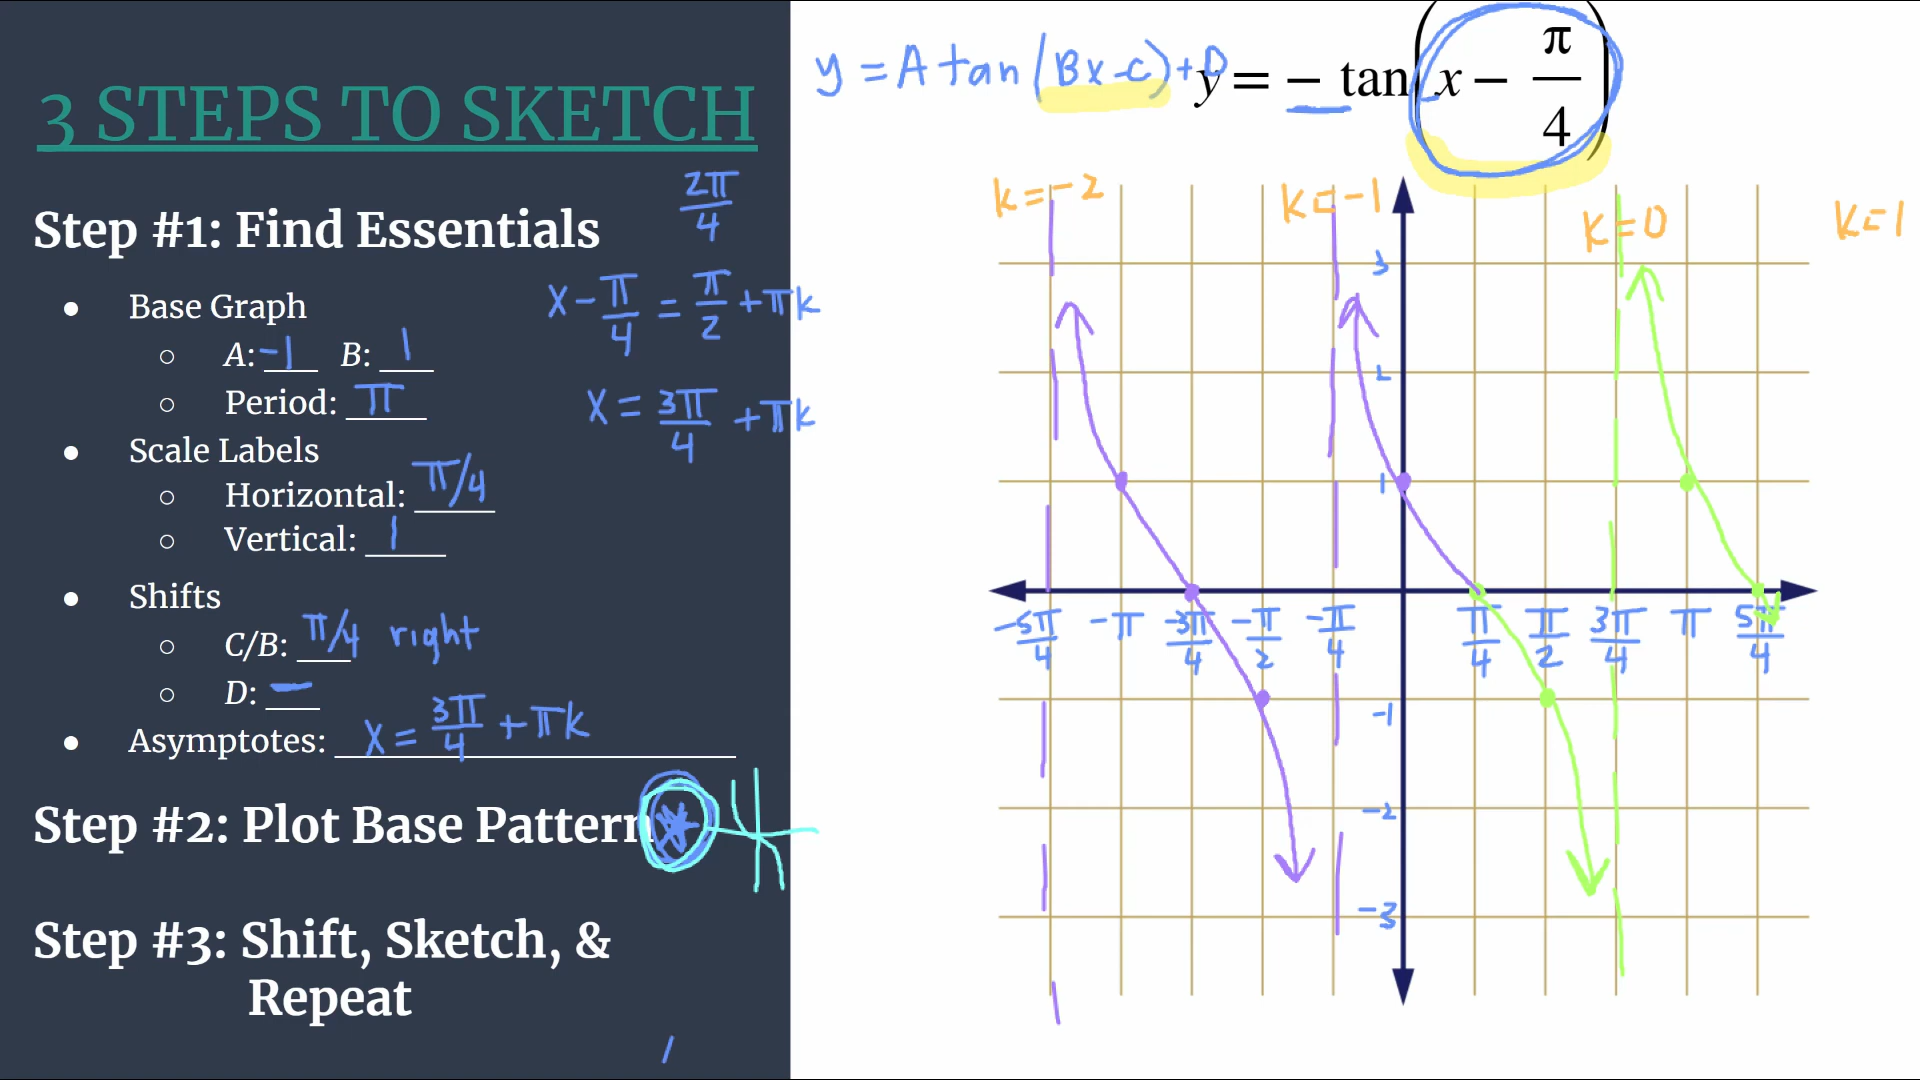 3 STEPS TO SKETCH
Step #1: Find Essentials
2π/4
• Base Graph
x - π/4 = π/2 + πk
○ A: -1 B: 1
○ Period: π
x = 3π/4 + πk
• Scale Labels
○ Horizontal: π/4
○ Vertical: 1
• Shifts
○ C/B: π/4 right
○ D: —
• Asymptotes: x = 3π/4 + πk
Step #2: Plot Base Pattern *
Step #3: Shift, Sketch, &
Repeat
y = A tan(Bx - C) + D
y = − tan(x − π/4)
k = -2 k = -1 k = 0 k = 1
3
2
1
-5π/4 -π -3π/4 -π/2 -π/4 π/4 π/2 3π/4 π 5π/4
-1
-2
-3